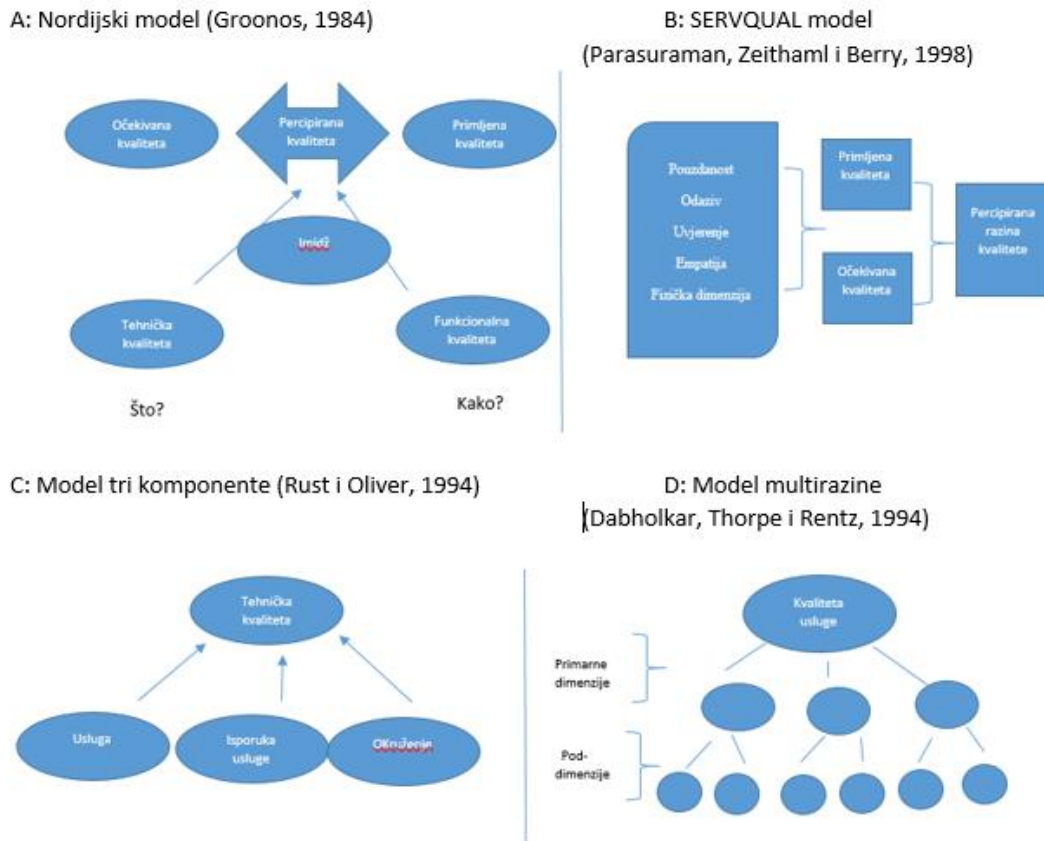 A: Nordijski model (Groonos, 1984)
Očekivana
kvaliteta
Percipirana
kvaliteta
Primljena
kvaliteta
Imidž
Tehnička
kvaliteta
Funkcionalna
kvaliteta
Što?
Kako?
B: SERVQUAL model
(Parasuraman, Zeithaml i Berry, 1998)
Pouzdanost
Odaziv
Uvjerenje
Empatija
Fizička dimenzija
Primljena
kvaliteta
Očekivana
kvaliteta
Percipirana
razina
kvalitete
C: Model tri komponente (Rust i Oliver, 1994)
Tehnička
kvaliteta
Usluga
Isporuka
usluge
OKruženje
D: Model multirazine
(Dabholkar, Thorpe i Rentz, 1994)
Kvaliteta
usluge
Primarne
dimenzije
Pod-
dimenzije